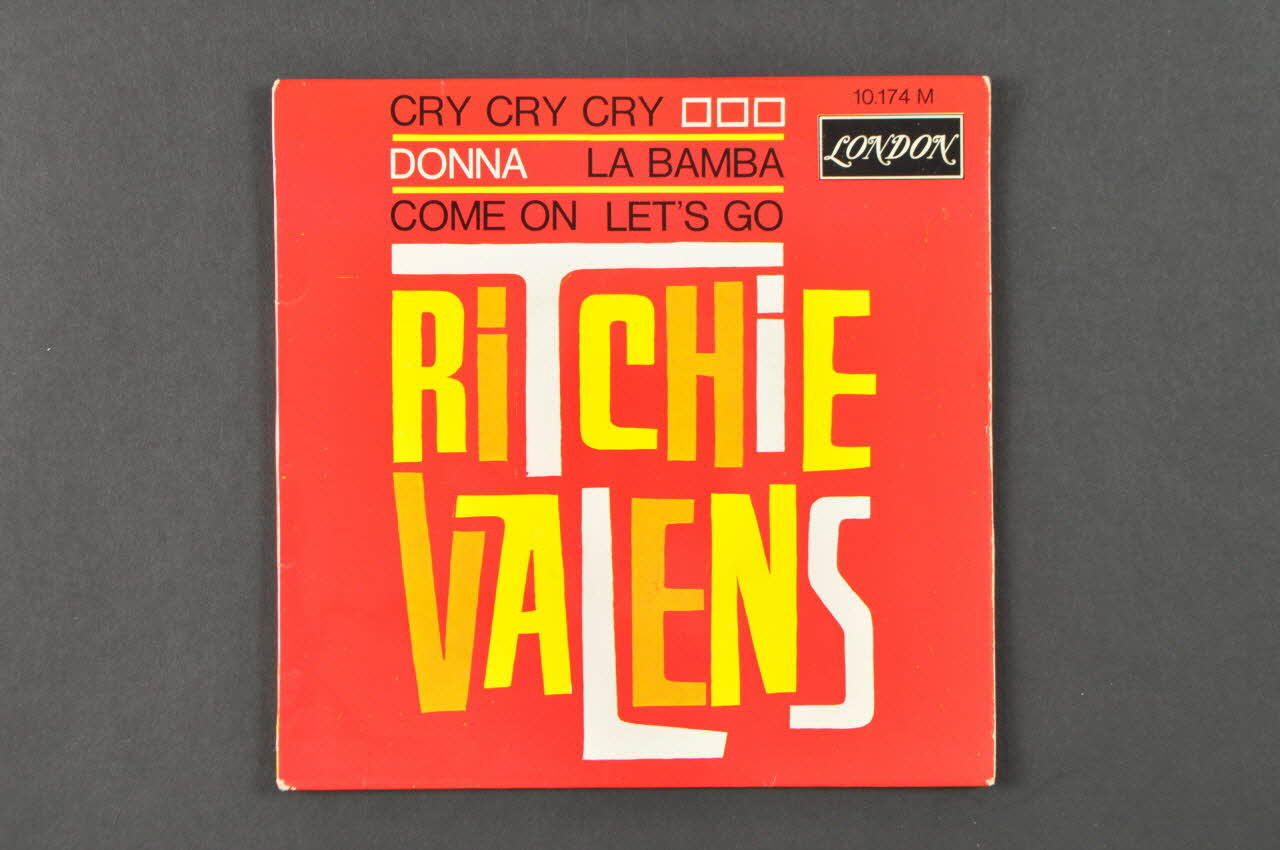 CRY CRY CRY
DONNA LA BAMBA
COME ON LET'S GO
10.174 M
LONDON
RITCHIE
VALENS